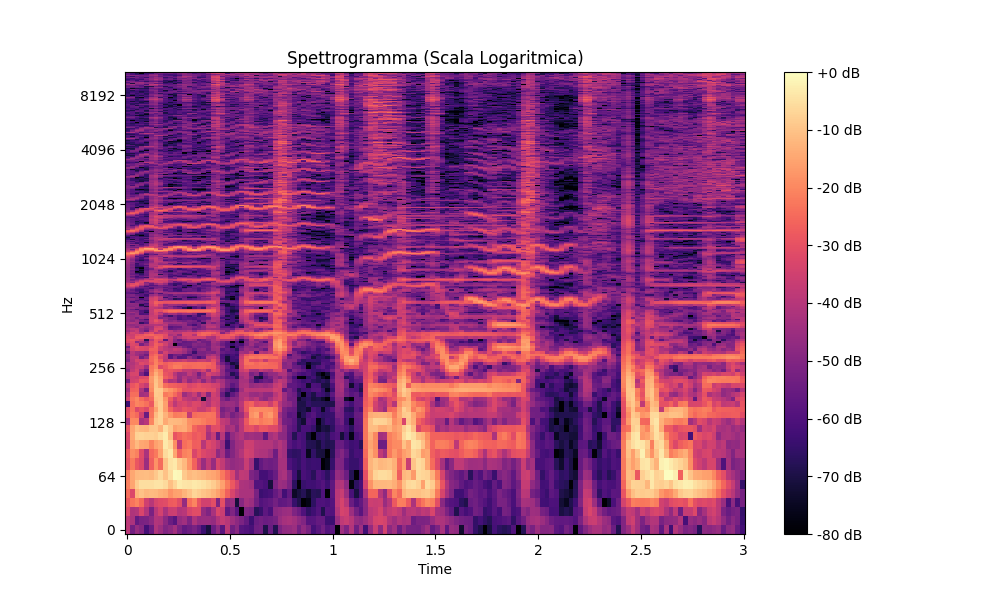 Spettrogramma (Scala Logaritmica)
Hz
8192
4096
2048
1024
512
256
128
64
0
0
0.5
1
1.5
2
2.5
3
Time
+0 dB
-10 dB
-20 dB
-30 dB
-40 dB
-50 dB
-60 dB
-70 dB
-80 dB